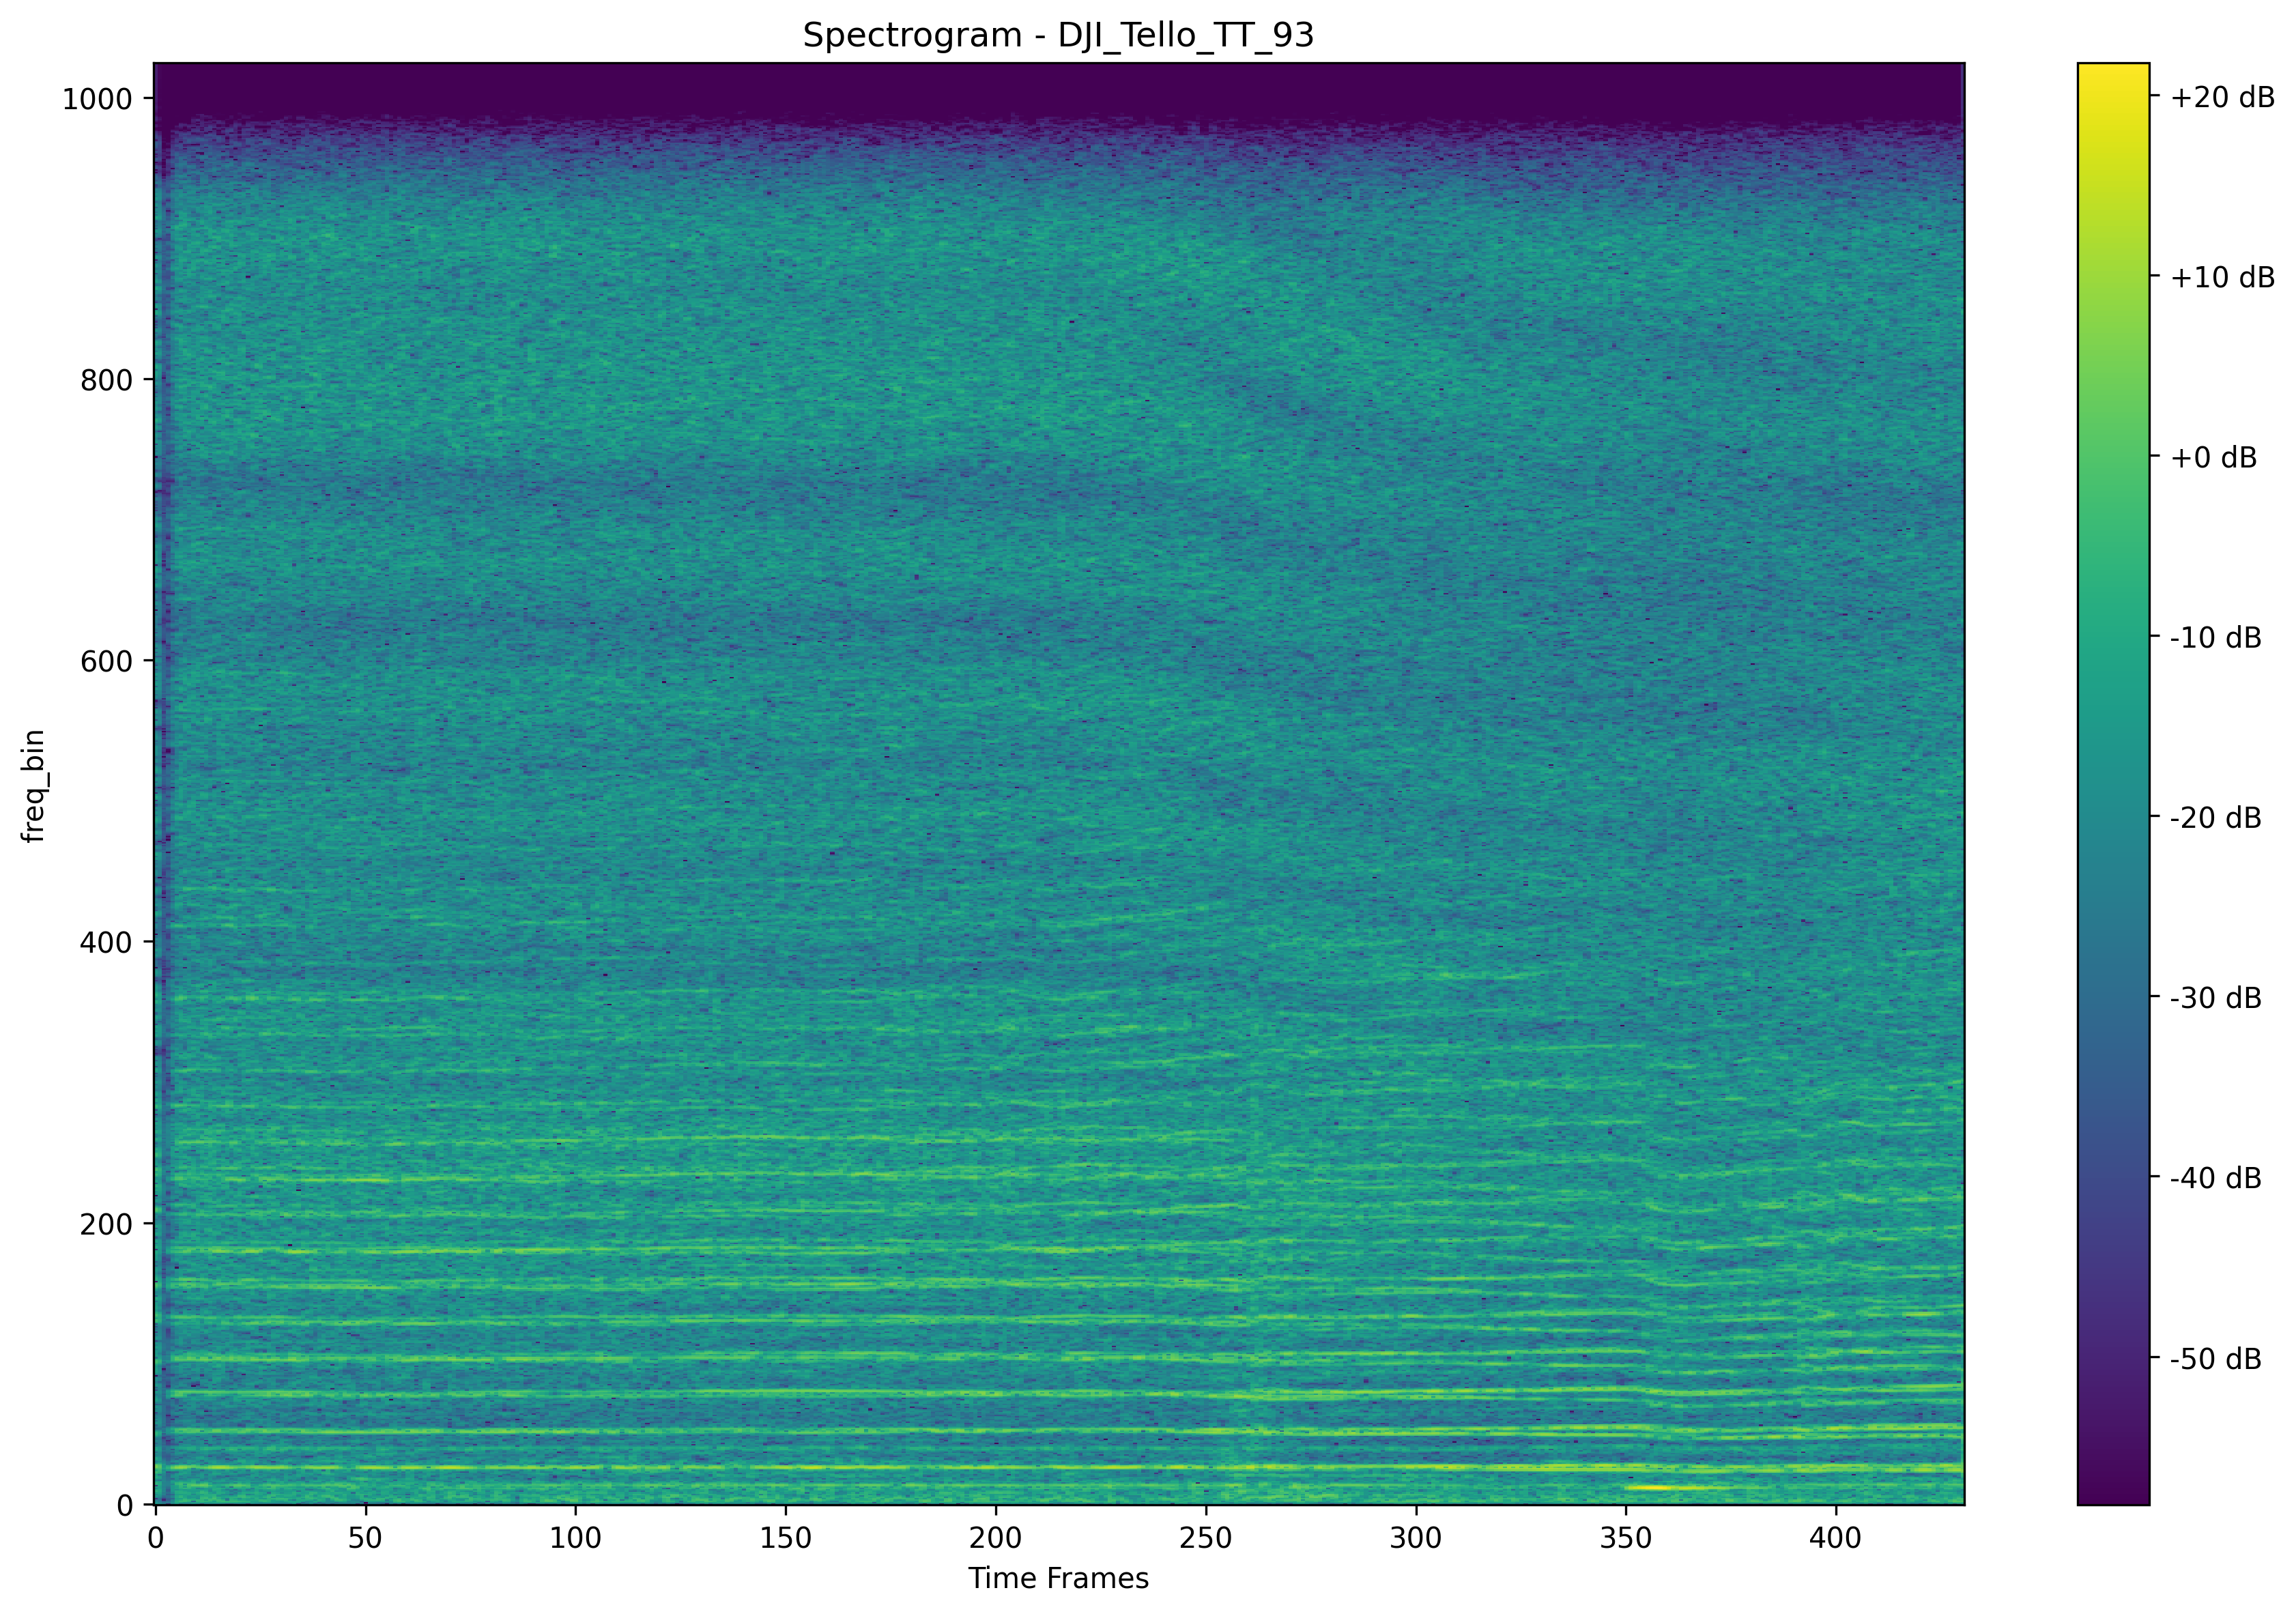 Spectrogram - DJI_Tello_TT_93
freq_bin
1000
800
600
400
200
0
0 50 100 150 200 250 300 350 400
Time Frames
+20 dB
+10 dB
+0 dB
-10 dB
-20 dB
-30 dB
-40 dB
-50 dB